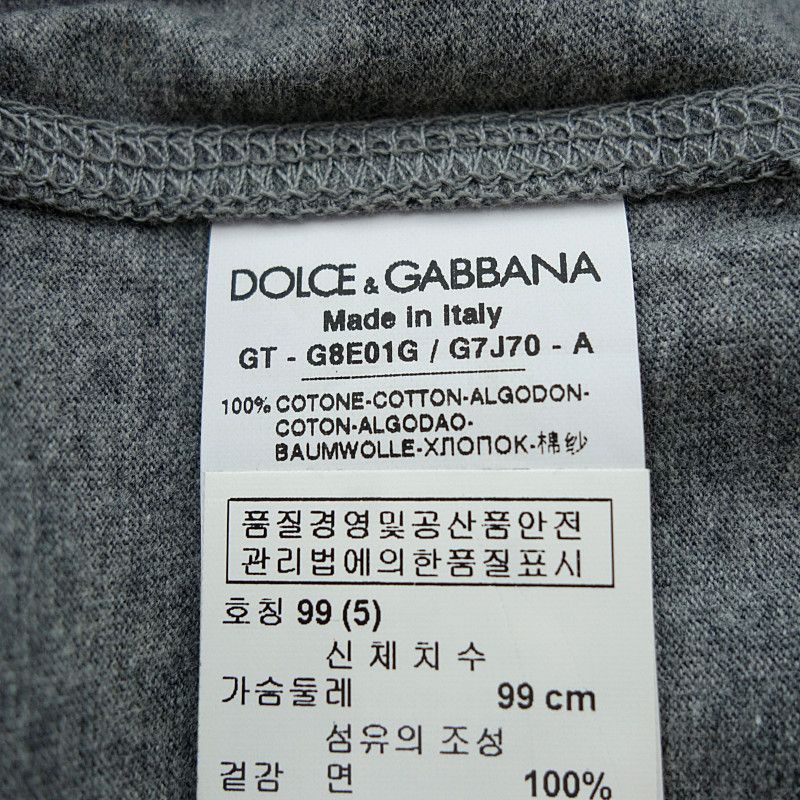 DOLCE & GABBANA
Made in Italy
GT - G8E01G / G7J70 - A
100% COTONE-COTTON-ALGODON-
COTON-ALGODAO-
BAUMWOLLE-ХЛОПОК-棉纱
품질경영및공산품안전
관리법에의한품질표시
호칭 99 (5)
신체치수
가슴둘레 99 cm
섬유의 조성
겉감 면 100%